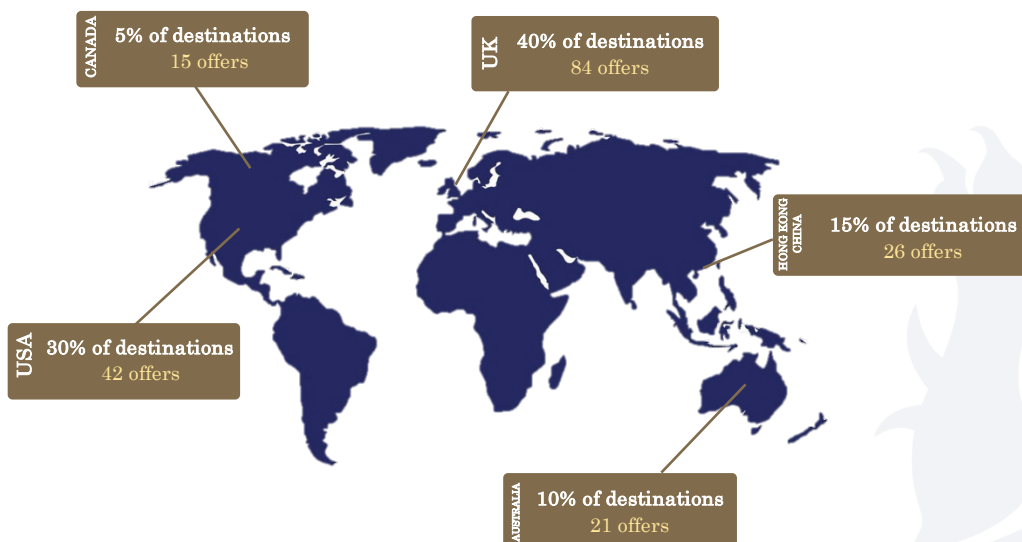 CANADA
5% of destinations
15 offers
UK
40% of destinations
84 offers
HONG KONG
CHINA
15% of destinations
26 offers
USA
30% of destinations
42 offers
AUSTRALIA
10% of destinations
21 offers